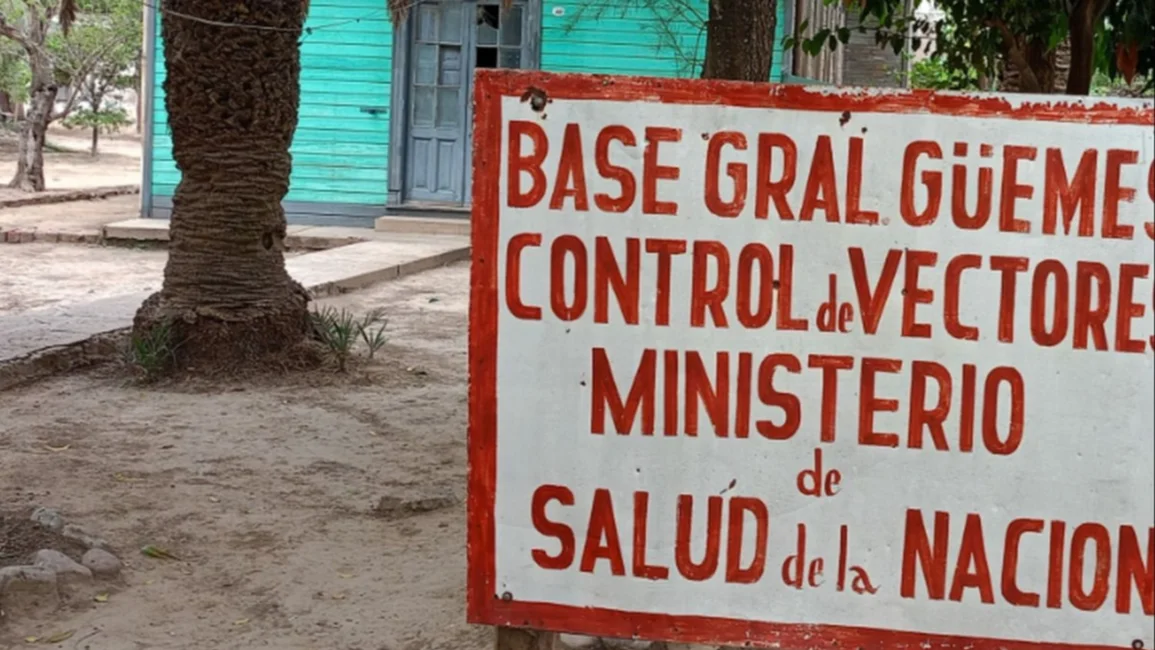 BASE GRAL GÜEMES
CONTROL de VECTORES
MINISTERIO
de
SALUD de la NACION